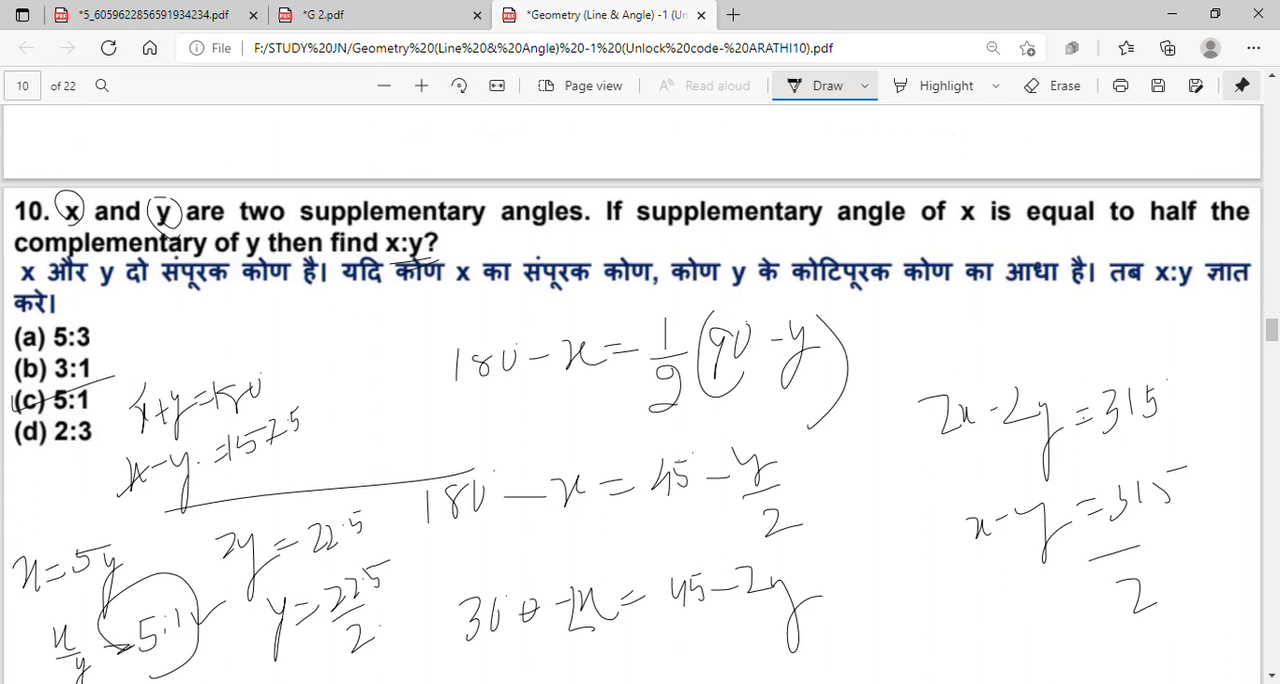 *5_6059622856591934234.pdf
*G 2.pdf
*Geometry (Line & Angle) -1 (Un
File F:/STUDY%20JN/Geometry%20(Line%20&%20Angle)%20-1%20(Unlock%20code-%20ARATHI10).pdf
10 of 22 Page view Read aloud Draw Highlight Erase
10. x and y are two supplementary angles. If supplementary angle of x is equal to half the
complementary of y then find x:y?
x और y दो संपूरक कोण है। यदि कोण x का संपूरक कोण, कोण y के कोटिपूरक कोण का आधा है। तब x:y ज्ञात
करे।
(a) 5:3
(b) 3:1
(c) 5:1
(d) 2:3
180 - x = 1/2 (90 - y)
x + y = 180
x - y = 157.5
180 - x = 45 - y/2
2x - 2y = 315
x - y = 315/2
x = 5y
2y = 22.5
y = 22.5/2
360 - 2x = 45 - 2y
x/y = 5:1